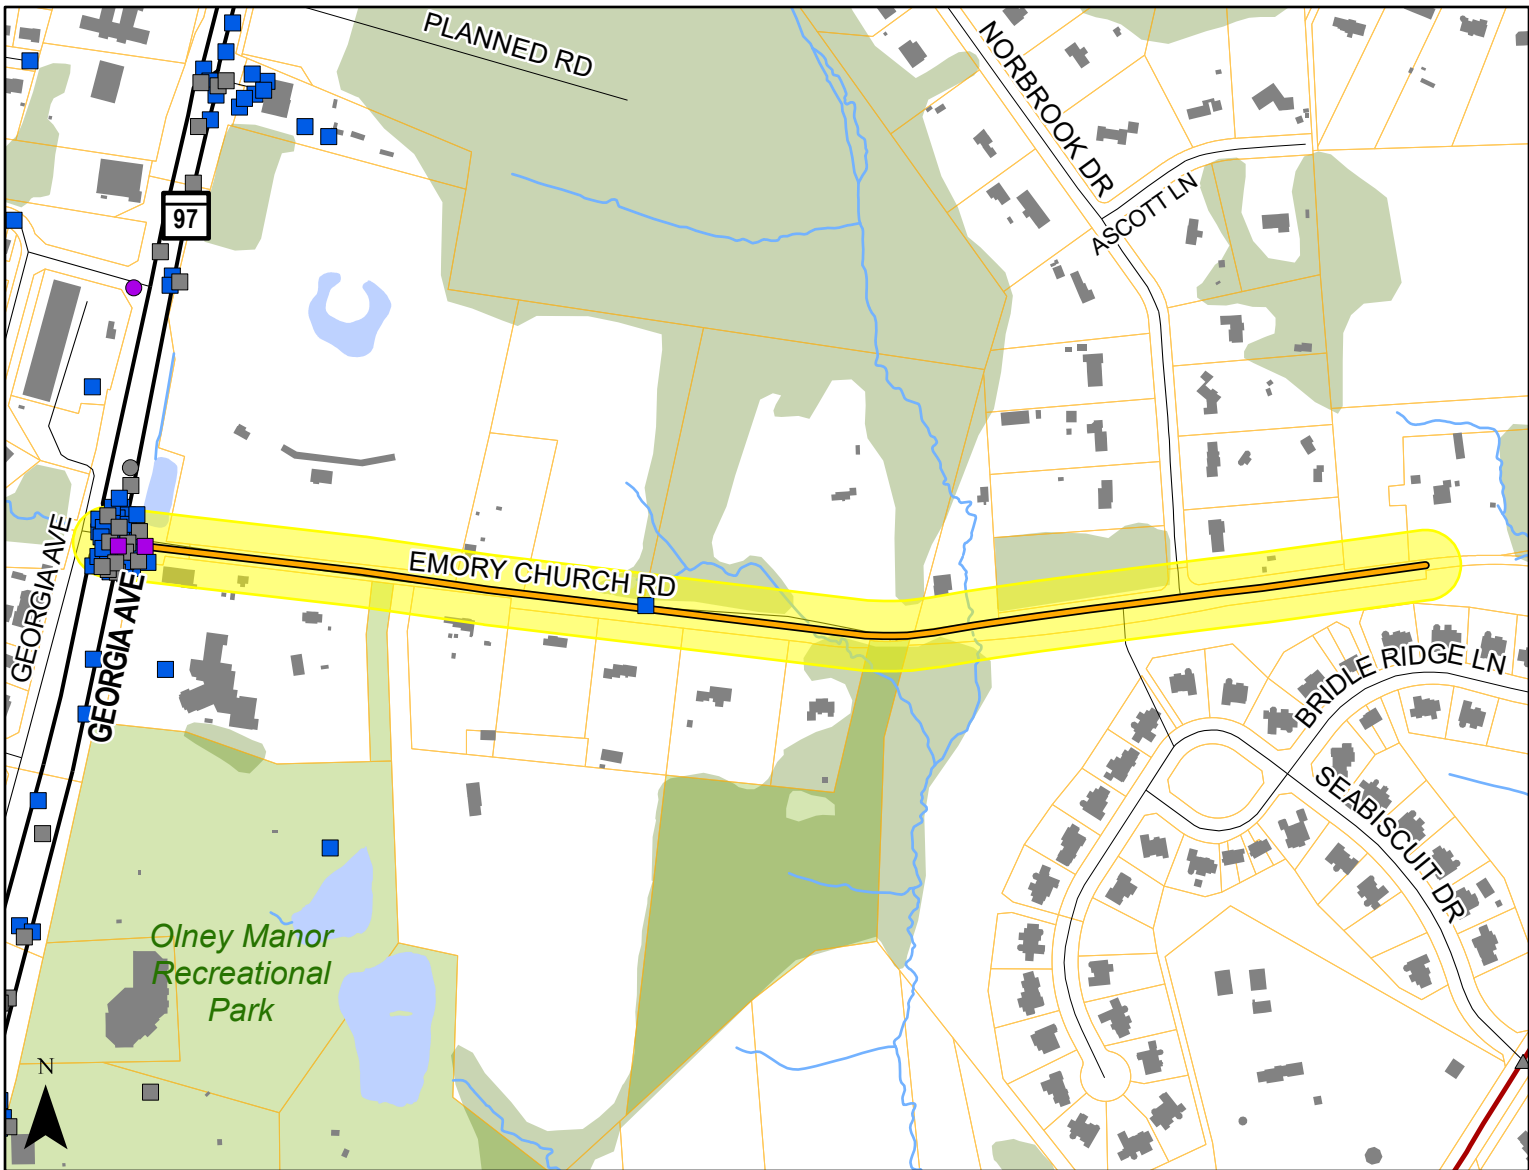 PLANNED RD
NORBROOK DR
ASCOTT LN
97
EMORY CHURCH RD
GEORGIA AVE
GEORGIA AVE
BRIDLE RIDGE LN
SEABISCUIT DR
Olney Manor
Recreational
Park
N